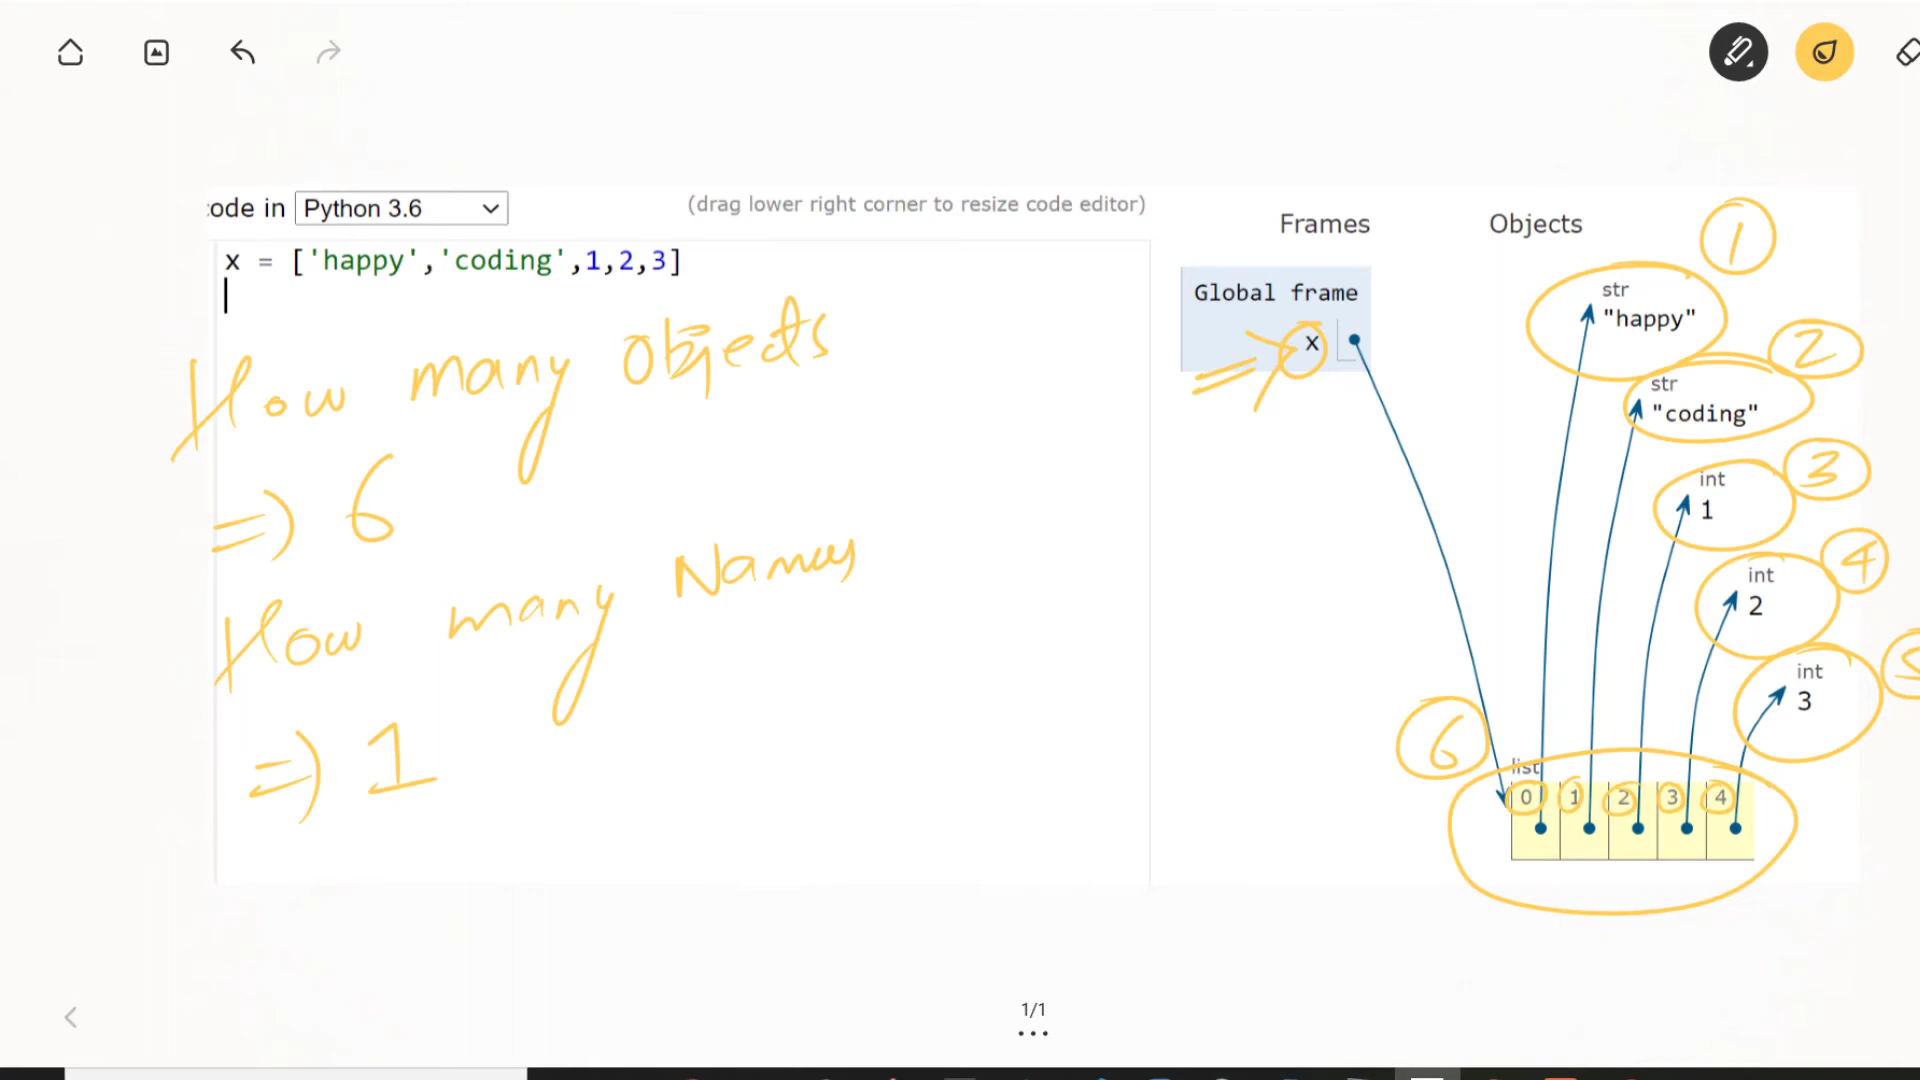 code in Python 3.6
(drag lower right corner to resize code editor)
x = ['happy','coding',1,2,3]
How many Objects
=> 6
How many Names
=> 1
Frames
Objects
Global frame
x
1
str
"happy"
2
str
"coding"
3
int
1
4
int
2
5
int
3
6
list
0 1 2 3 4
1/1